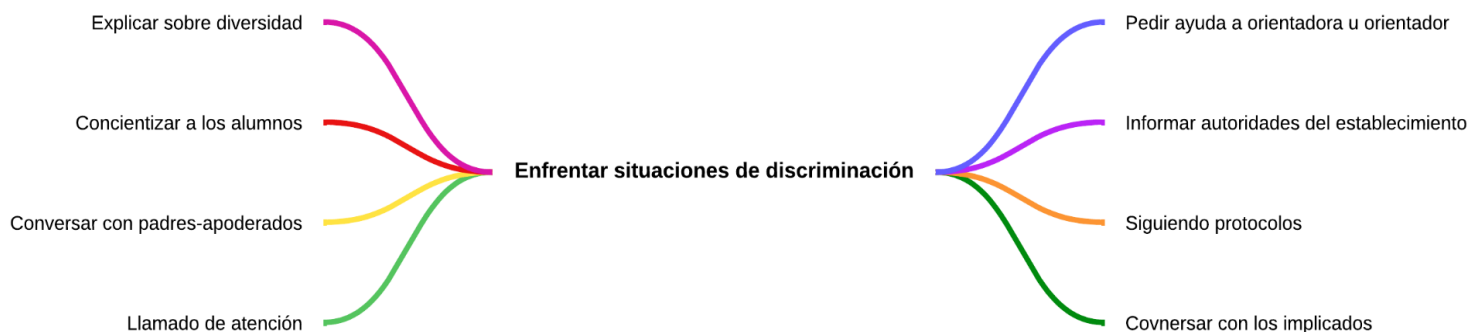 Explicar sobre diversidad
Concientizar a los alumnos
Conversar con padres-apoderados
Llamado de atención
Enfrentar situaciones de discriminación
Pedir ayuda a orientadora u orientador
Informar autoridades del establecimiento
Siguiendo protocolos
Covnersar con los implicados